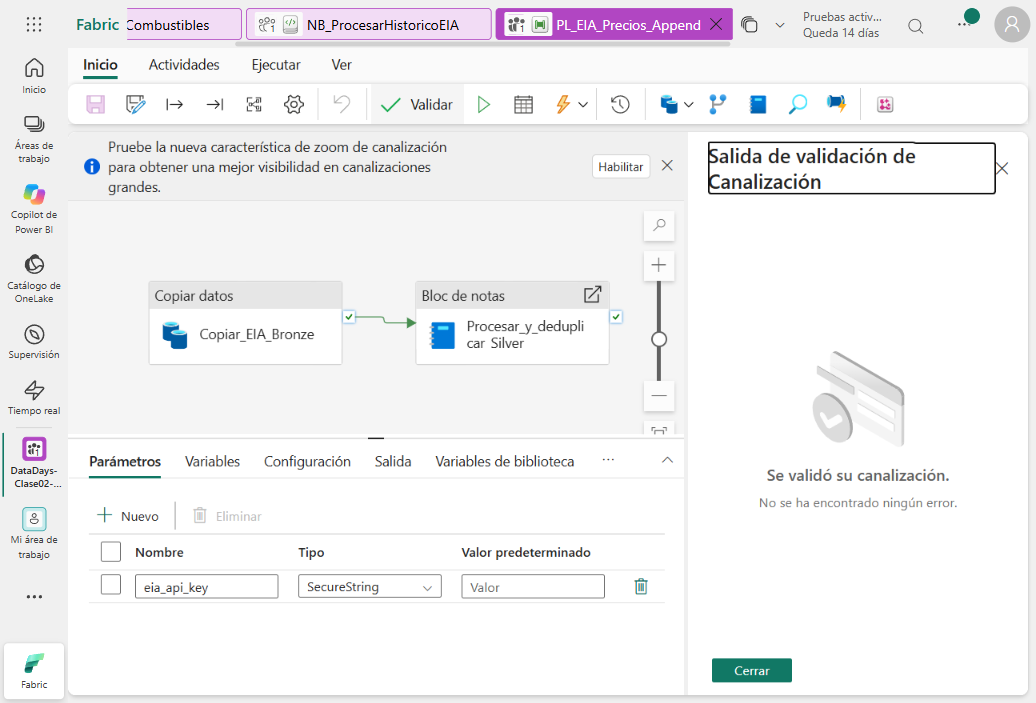 Fabric
Combustibles
NB_ProcesarHistoricoEIA
PL_EIA_Precios_Append
Pruebas activ...
Queda 14 días
Inicio
Actividades
Ejecutar
Ver
Validar
Inicio
Áreas de
trabajo
Copilot de
Power BI
Catálogo de
OneLake
Supervisión
Tiempo real
DataDays-
Clase02-...
Mi área de
trabajo
Fabric
Pruebe la nueva característica de zoom de canalización
para obtener una mejor visibilidad en canalizaciones
grandes.
Habilitar
Copiar datos
Copiar_EIA_Bronze
Bloc de notas
Procesar_y_dedupli
car_Silver
Parámetros
Variables
Configuración
Salida
Variables de biblioteca
...
Nuevo
Eliminar
Nombre
Tipo
Valor predeterminado
eia_api_key
SecureString
Valor
Salida de validación de
Canalización
Se validó su canalización.
No se ha encontrado ningún error.
Cerrar